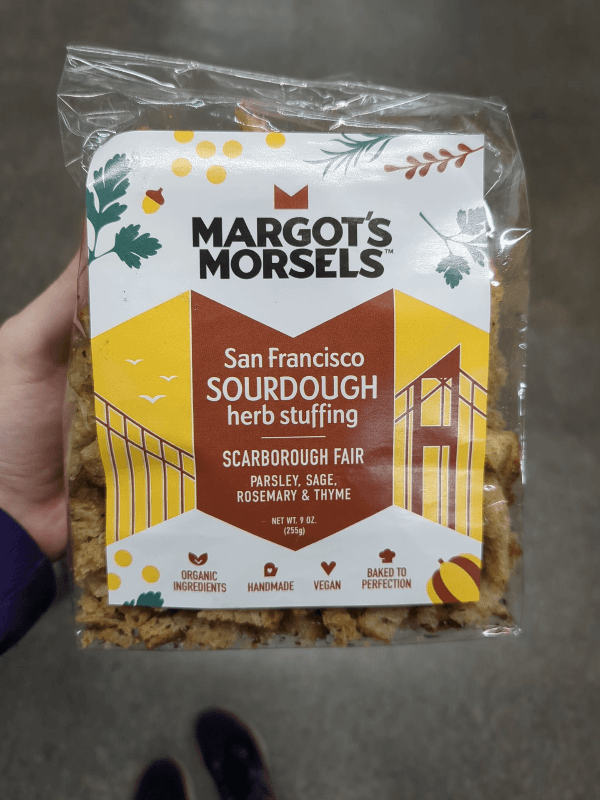 MARGOT'S
MORSELS™
San Francisco
SOURDOUGH
herb stuffing
SCARBOROUGH FAIR
PARSLEY, SAGE,
ROSEMARY & THYME
NET WT. 9 OZ.
(255g)
ORGANIC
INGREDIENTS
HANDMADE
VEGAN
BAKED TO
PERFECTION